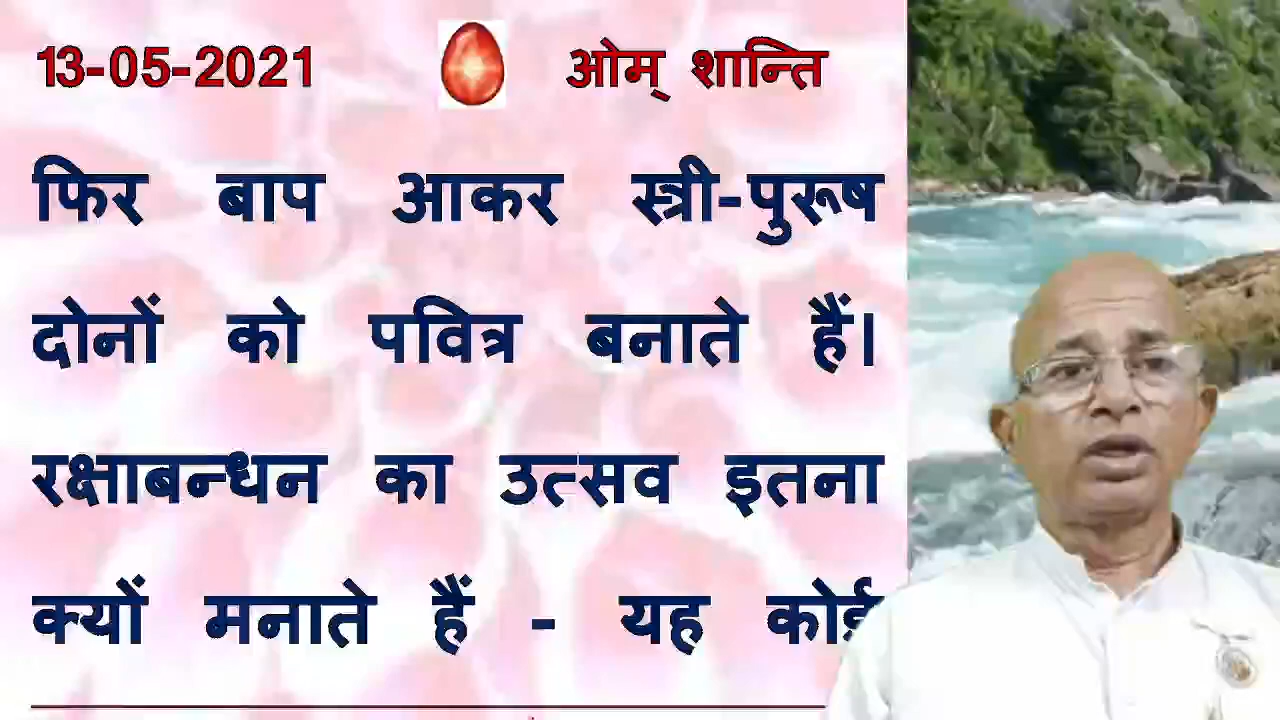 13-05-2021 ओम् शान्ति
फिर बाप आकर स्त्री-पुरूष
दोनों को पवित्र बनाते हैं।
रक्षाबन्धन का उत्सव इतना
क्यों मनाते हैं - यह कोई